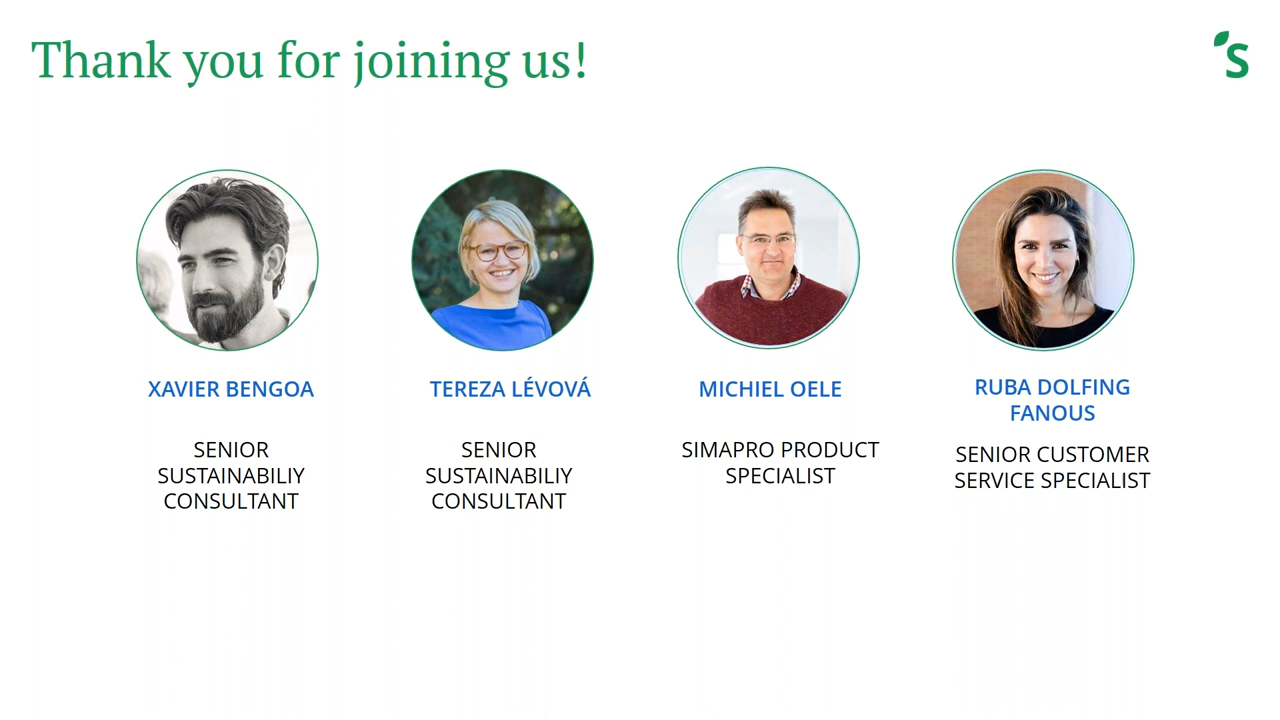 Thank you for joining us!
S
XAVIER BENGOA
SENIOR
SUSTAINABILIY
CONSULTANT
TEREZA LÉVOVÁ
SENIOR
SUSTAINABILIY
CONSULTANT
MICHIEL OELE
SIMAPRO PRODUCT
SPECIALIST
RUBA DOLFING
FANOUS
SENIOR CUSTOMER
SERVICE SPECIALIST